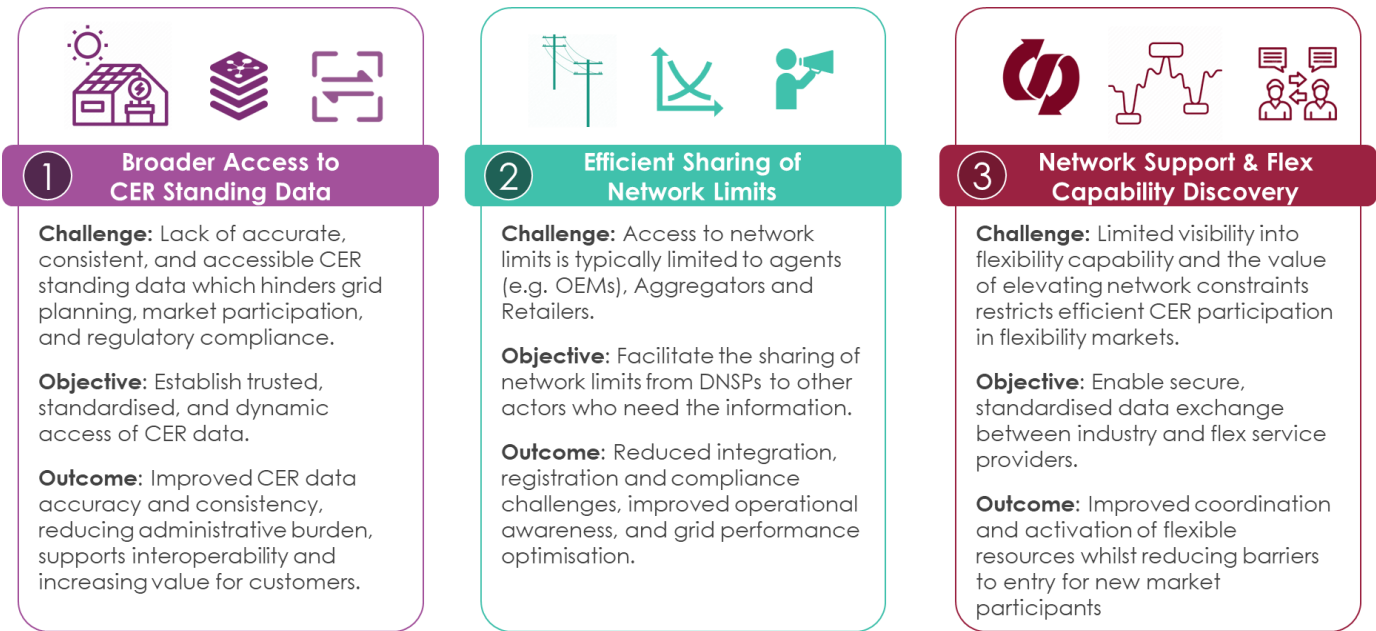 1
Broader Access to
CER Standing Data
Challenge: Lack of accurate,
consistent, and accessible CER
standing data which hinders grid
planning, market participation,
and regulatory compliance.
Objective: Establish trusted,
standardised, and dynamic
access of CER data.
Outcome: Improved CER data
accuracy and consistency,
reducing administrative burden,
supports interoperability and
increasing value for customers.
2
Efficient Sharing of
Network Limits
Challenge: Access to network
limits is typically limited to agents
(e.g. OEMs), Aggregators and
Retailers.
Objective: Facilitate the sharing of
network limits from DNSPs to other
actors who need the information.
Outcome: Reduced integration,
registration and compliance
challenges, improved operational
awareness, and grid performance
optimisation.
3
Network Support & Flex
Capability Discovery
Challenge: Limited visibility into
flexibility capability and the value
of elevating network constraints
restricts efficient CER participation
in flexibility markets.
Objective: Enable secure,
standardised data exchange
between industry and flex service
providers.
Outcome: Improved coordination
and activation of flexible
resources whilst reducing barriers
to entry for new market
participants